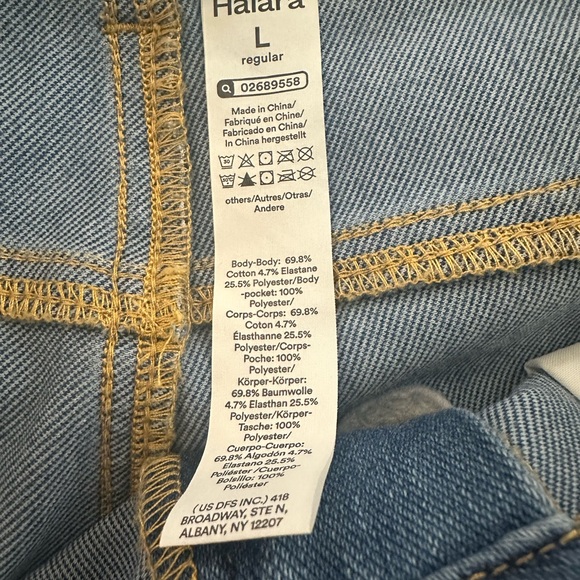 Halara
L
regular
02689558
Made in China/
Fabriqué en Chine/
Fabricado en China/
In China hergestellt
30
30°C
others/Autres/Otras/
Andere
Body-Body: 69.8%
Cotton 4.7% Elastane
25.5% Polyester/Body
-pocket: 100%
Polyester/
Corps-Corps: 69.8%
Coton 4.7%
Élasthanne 25.5%
Polyester/Corps-
Poche: 100%
Polyester/
Körper-Körper:
69.8% Baumwolle
4.7% Elasthan 25.5%
Polyester/Körper-
Tasche: 100%
Polyester/
Cuerpo-Cuerpo:
69.8% Algodón 4.7%
Elastano 25.5%
Poliéster /Cuerpo-
Bolsillo: 100%
Poliéster
( US DFS INC.) 418
BROADWAY, STE N,
ALBANY, NY 12207